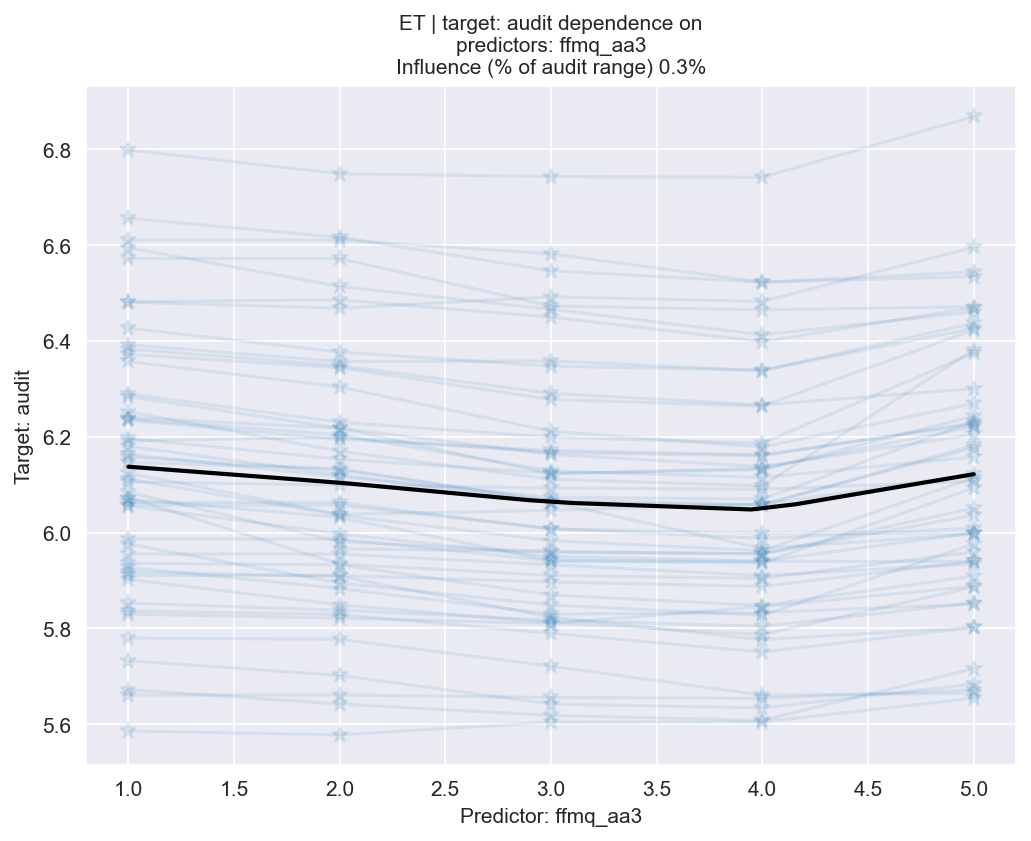 ET | target: audit dependence on
predictors: ffmq_aa3
Influence (% of audit range) 0.3%
Target: audit
6.8
6.6
6.4
6.2
6.0
5.8
5.6
1.0 1.5 2.0 2.5 3.0 3.5 4.0 4.5 5.0
Predictor: ffmq_aa3